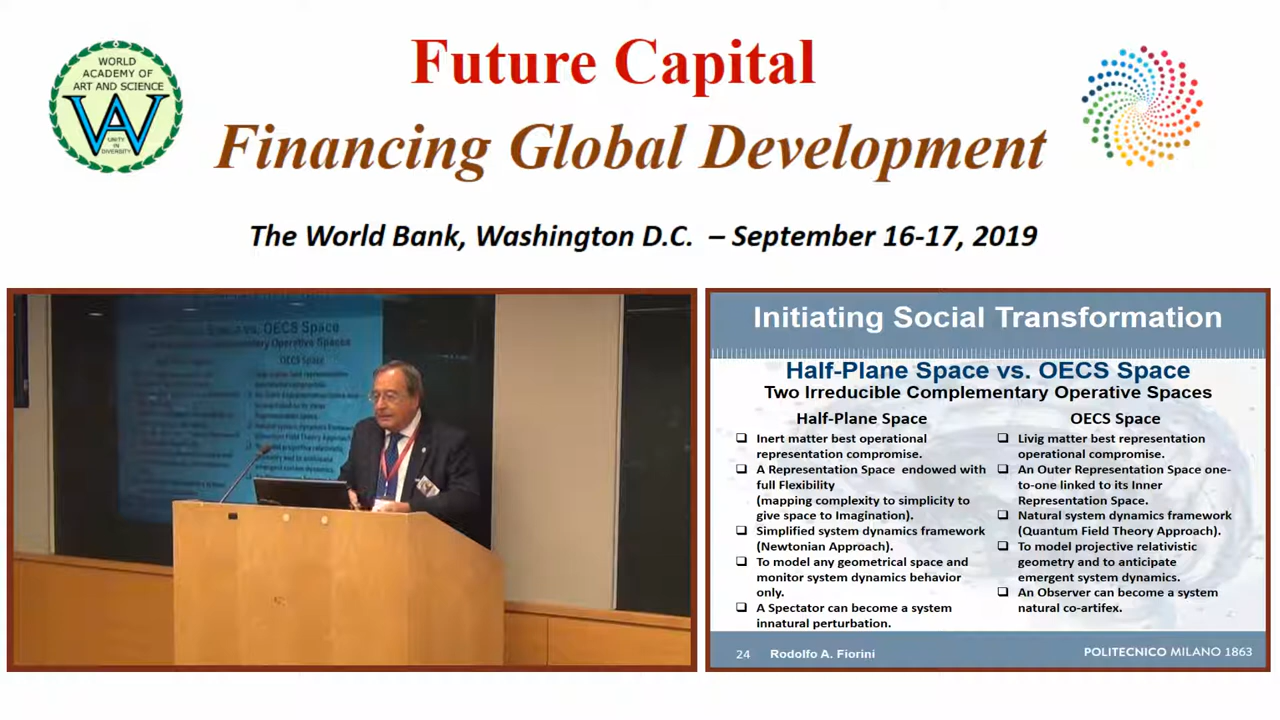 Future Capital
Financing Global Development
The World Bank, Washington D.C. – September 16-17, 2019
WORLD
ACADEMY OF
ART AND SCIENCE
UNITY
IN
DIVERSITY
OECS Space
Complementary Operative Spaces
OECS Space
Initiating Social Transformation
Half-Plane Space vs. OECS Space
Two Irreducible Complementary Operative Spaces
Half-Plane Space
❑ Inert matter best operational
representation compromise.
❑ A Representation Space endowed with
full Flexibility
(mapping complexity to simplicity to
give space to Imagination).
❑ Simplified system dynamics framework
(Newtonian Approach).
❑ To model any geometrical space and
monitor system dynamics behavior
only.
❑ A Spectator can become a system
innatural perturbation.
OECS Space
❑ Livig matter best representation
operational compromise.
❑ An Outer Representation Space one-
to-one linked to its Inner
Representation Space.
❑ Natural system dynamics framework
(Quantum Field Theory Approach).
❑ To model projective relativistic
geometry and to anticipate
emergent system dynamics.
❑ An Observer can become a system
natural co-artifex.
24 Rodolfo A. Fiorini
POLITECNICO MILANO 1863